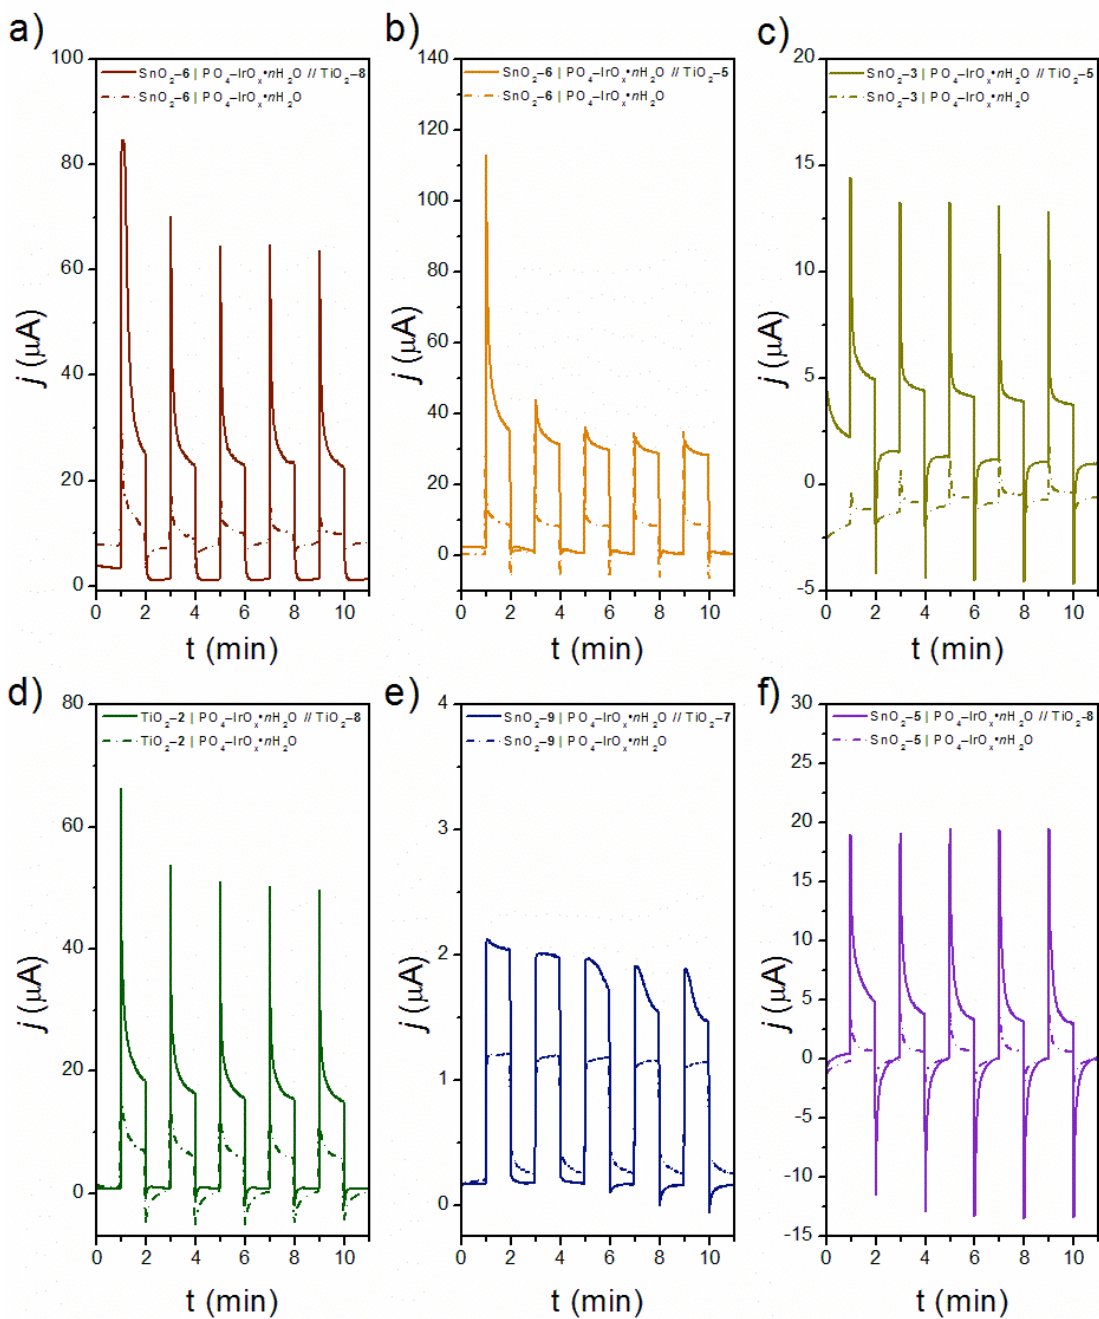 a)
SnO₂–6 | PO₄–IrOₓ•nH₂O // TiO₂–8
SnO₂–6 | PO₄–IrOₓ•nH₂O
100
80
60
40
20
0
j (μA)
0 2 4 6 8 10
t (min)
b)
SnO₂–6 | PO₄–IrOₓ•nH₂O // TiO₂–5
SnO₂–6 | PO₄–IrOₓ•nH₂O
140
120
100
80
60
40
20
0
j (μA)
0 2 4 6 8 10
t (min)
c)
SnO₂–3 | PO₄–IrOₓ•nH₂O // TiO₂–5
SnO₂–3 | PO₄–IrOₓ•nH₂O
20
15
10
5
0
-5
j (μA)
0 2 4 6 8 10
t (min)
d)
TiO₂–2 | PO₄–IrOₓ•nH₂O // TiO₂–8
TiO₂–2 | PO₄–IrOₓ•nH₂O
80
60
40
20
0
j (μA)
0 2 4 6 8 10
t (min)
e)
SnO₂–9 | PO₄–IrOₓ•nH₂O // TiO₂–7
SnO₂–9 | PO₄–IrOₓ•nH₂O
4
3
2
1
0
j (μA)
0 2 4 6 8 10
t (min)
f)
SnO₂–5 | PO₄–IrOₓ•nH₂O // TiO₂–8
SnO₂–5 | PO₄–IrOₓ•nH₂O
30
25
20
15
10
5
0
-5
-10
-15
j (μA)
0 2 4 6 8 10
t (min)